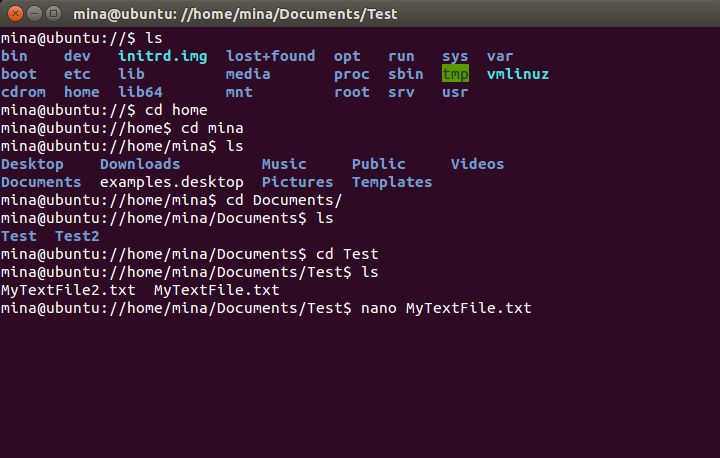 mina@ubuntu: //home/mina/Documents/Test
mina@ubuntu://$ ls
bin    dev   initrd.img  lost+found  opt   run   sys  var
boot   etc   lib         media       proc  sbin  tmp  vmlinuz
cdrom  home  lib64       mnt         root  srv   usr
mina@ubuntu://$ cd home
mina@ubuntu://home$ cd mina
mina@ubuntu://home/mina$ ls
Desktop    Downloads         Music     Public     Videos
Documents  examples.desktop  Pictures  Templates
mina@ubuntu://home/mina$ cd Documents/
mina@ubuntu://home/mina/Documents$ ls
Test  Test2
mina@ubuntu://home/mina/Documents$ cd Test
mina@ubuntu://home/mina/Documents/Test$ ls
MyTextFile2.txt  MyTextFile.txt
mina@ubuntu://home/mina/Documents/Test$ nano MyTextFile.txt